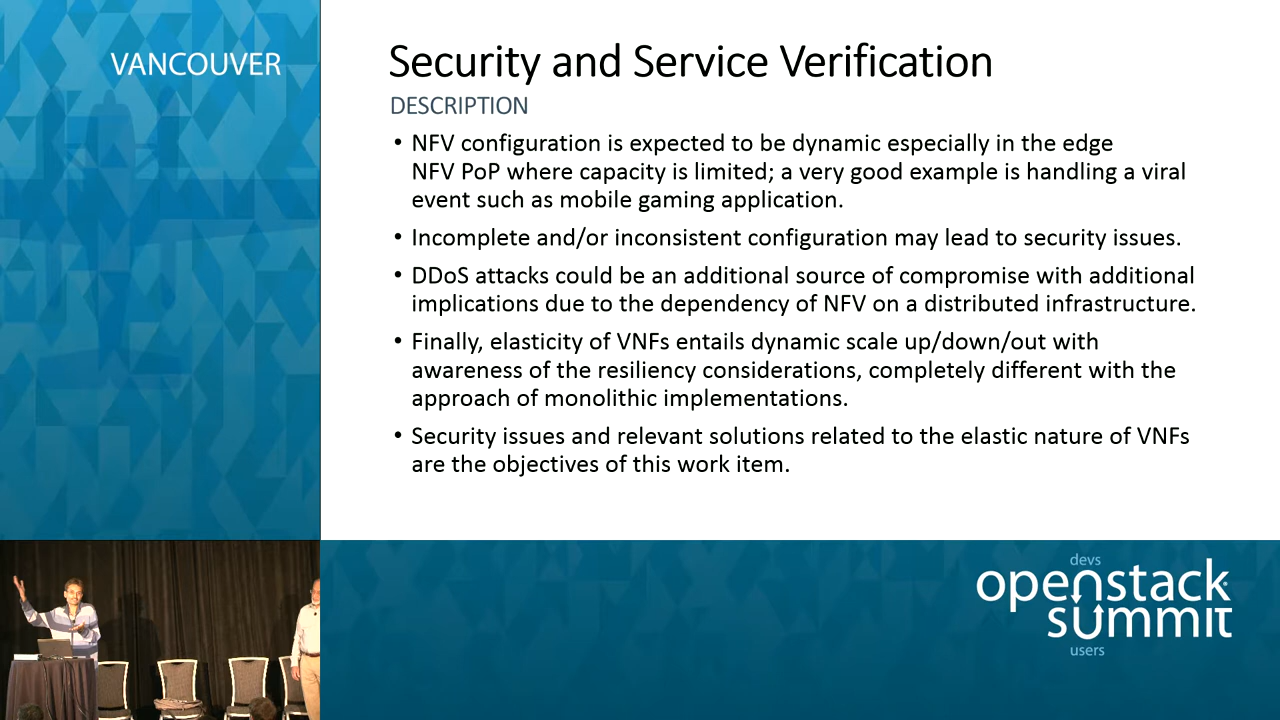 VANCOUVER
Security and Service Verification
DESCRIPTION
• NFV configuration is expected to be dynamic especially in the edge
NFV PoP where capacity is limited; a very good example is handling a viral
event such as mobile gaming application.
• Incomplete and/or inconsistent configuration may lead to security issues.
• DDoS attacks could be an additional source of compromise with additional
implications due to the dependency of NFV on a distributed infrastructure.
• Finally, elasticity of VNFs entails dynamic scale up/down/out with
awareness of the resiliency considerations, completely different with the
approach of monolithic implementations.
• Security issues and relevant solutions related to the elastic nature of VNFs
are the objectives of this work item.
devs
openstack
summit
users